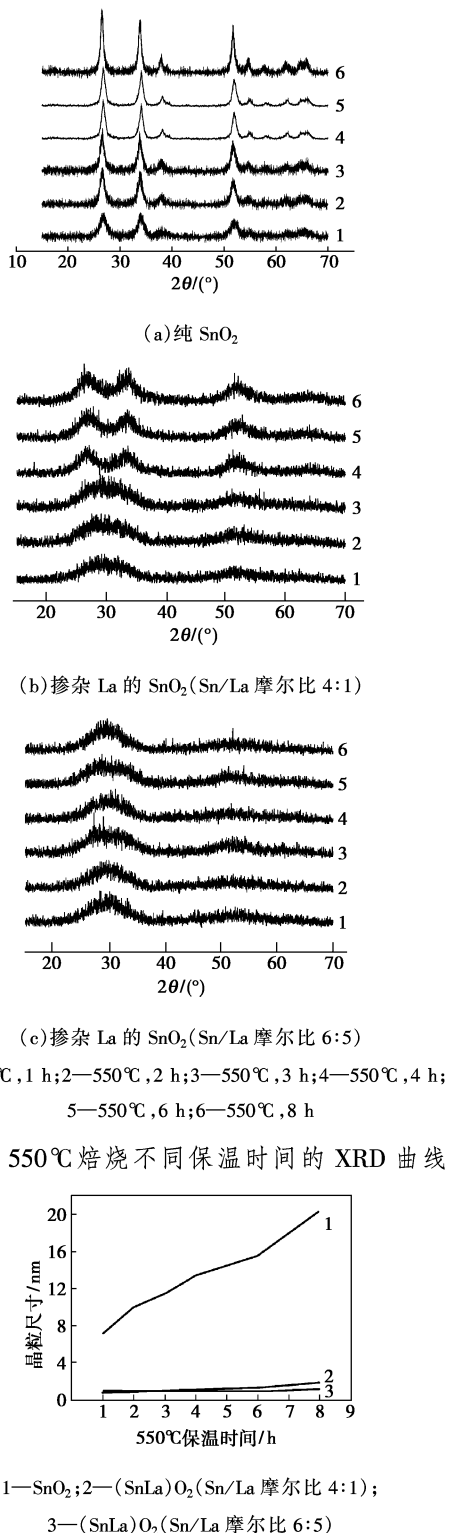 6
5
4
3
2
1
10 20 30 40 50 60 70
2θ/(°)
(a)纯 SnO₂
6
5
4
3
2
1
20 30 40 50 60 70
2θ/(°)
(b)掺杂 La 的 SnO₂(Sn/La 摩尔比 4:1)
6
5
4
3
2
1
20 30 40 50 60 70
2θ/(°)
(c)掺杂 La 的 SnO₂(Sn/La 摩尔比 6:5)
℃,1 h;2—550℃,2 h;3—550℃,3 h;4—550℃,4 h;
5—550℃,6 h;6—550℃,8 h
550℃焙烧不同保温时间的 XRD 曲线
晶粒尺寸/nm
20
16
12
8
4
0
1
2
3
1 2 3 4 5 6 7 8 9
550℃保温时间/h
1—SnO₂;2—(SnLa)O₂(Sn/La 摩尔比 4:1);
3—(SnLa)O₂(Sn/La 摩尔比 6:5)